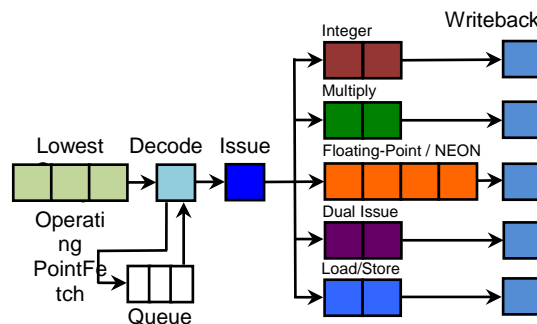 Writeback
Integer
Multiply
Lowest
Decode
Issue
Floating-Point / NEON
Operati
ng
PointFe
tch
Dual Issue
Load/Store
Queue